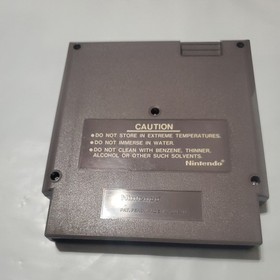 CAUTION
● DO NOT STORE IN EXTREME TEMPERATURES.
● DO NOT IMMERSE IN WATER.
● DO NOT CLEAN WITH BENZENE, THINNER,
ALCOHOL OR OTHER SUCH SOLVENTS.
Nintendo